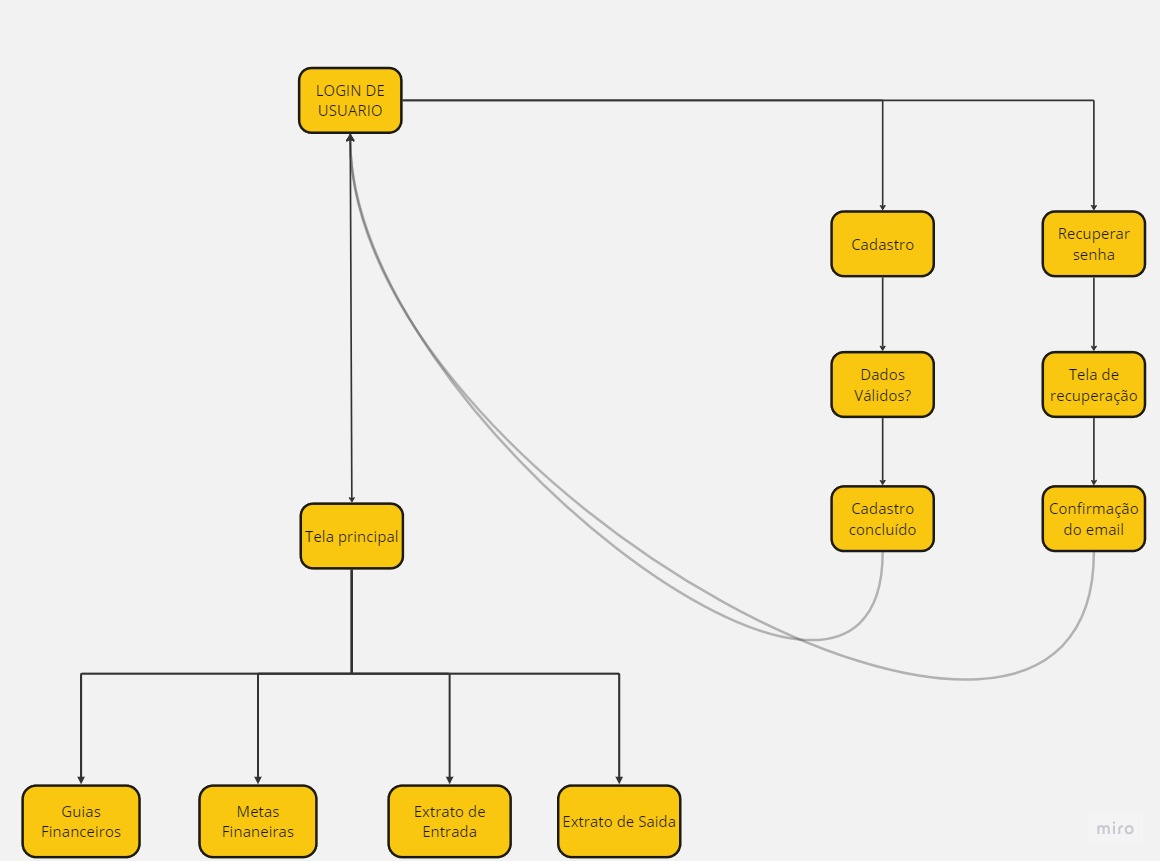 LOGIN DE
USUARIO
Cadastro
Recuperar
senha
Dados
Válidos?
Tela de
recuperação
Cadastro
concluído
Confirmação
do email
Tela principal
Guias
Financeiros
Metas
Finaneiras
Extrato de
Entrada
Extrato de Saida
miro